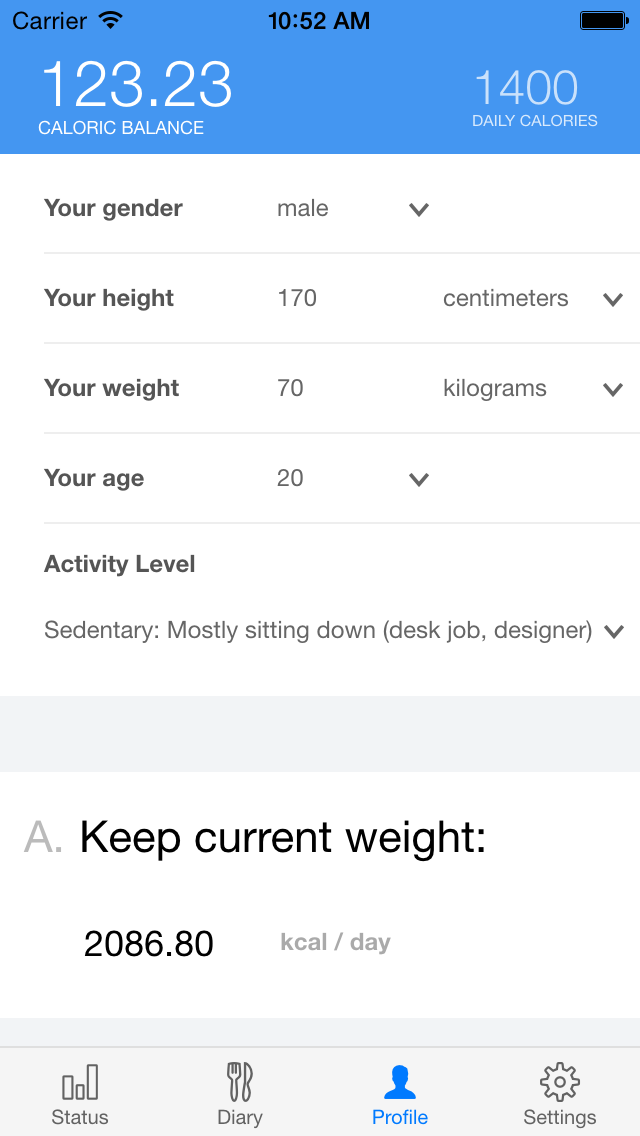 Carrier 10:52 AM
123.23 1400
CALORIC BALANCE DAILY CALORIES
Your gender male
Your height 170 centimeters
Your weight 70 kilograms
Your age 20
Activity Level
Sedentary: Mostly sitting down (desk job, designer)
A. Keep current weight:
2086.80 kcal / day
Status Diary Profile Settings